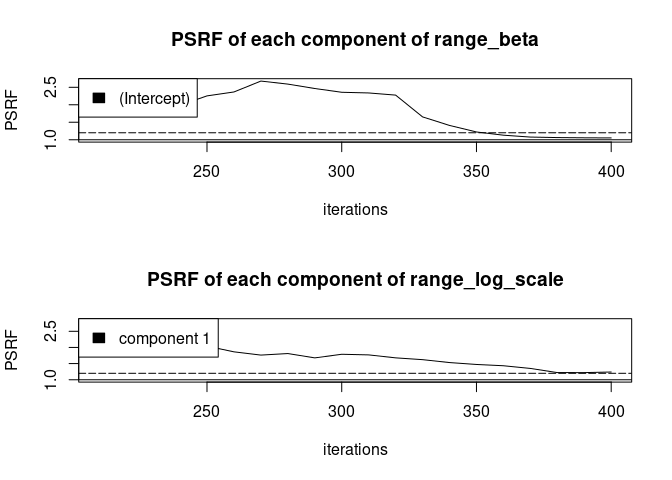 PSRF of each component of range_beta
PSRF
2.5
1.0
(Intercept)
250 300 350 400
iterations
PSRF of each component of range_log_scale
PSRF
2.5
1.0
component 1
250 300 350 400
iterations